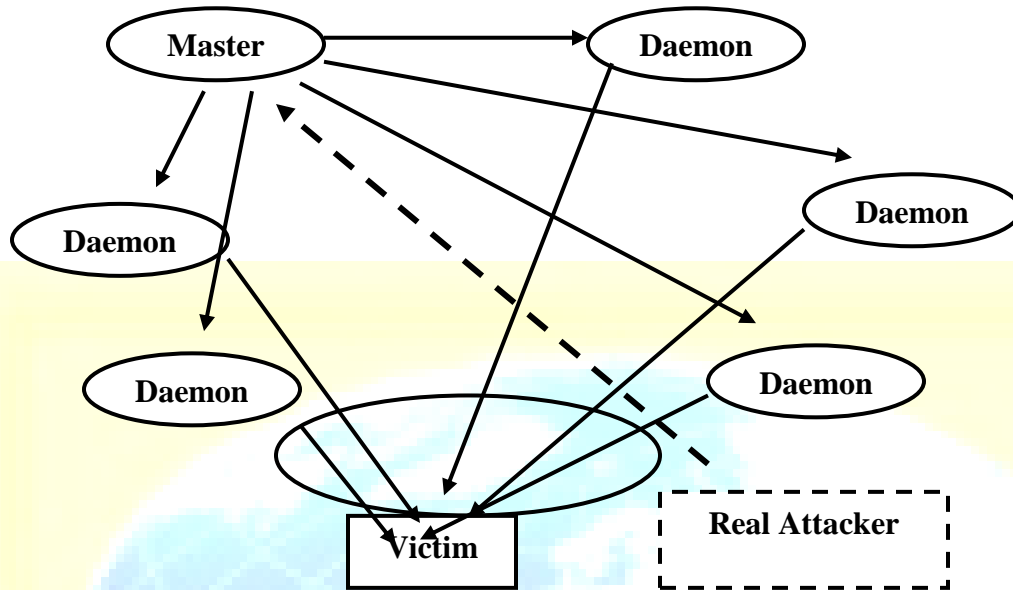 Master
Daemon
Daemon
Daemon
Daemon
Daemon
Real Attacker
Victim